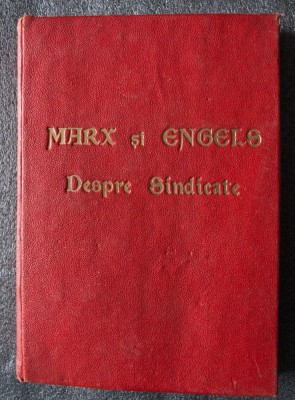 MARX și ENGELS
Despre Sindicate